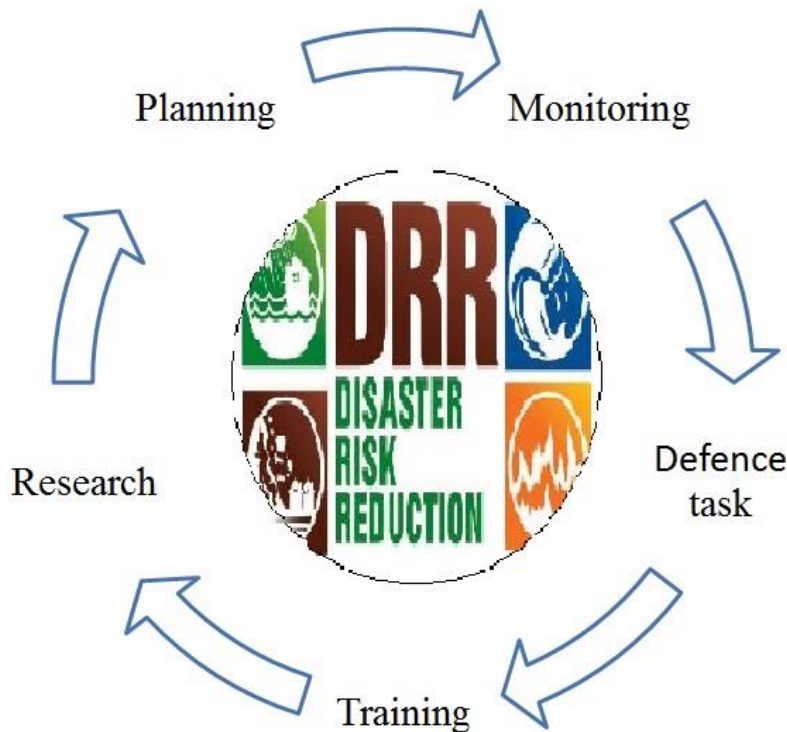 Planning
Monitoring
DRR
DISASTER
RISK
REDUCTION
Research
Defence
task
Training